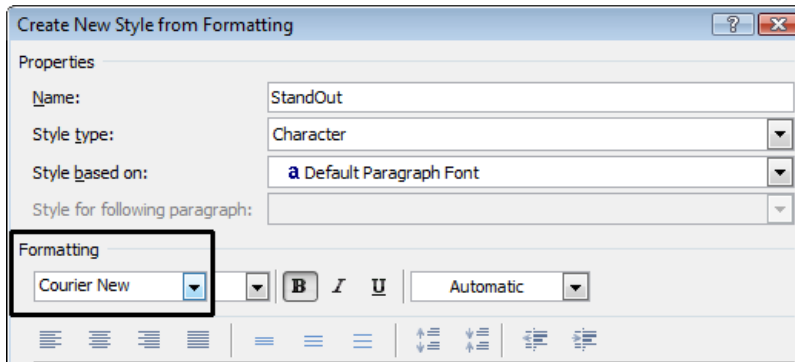 Create New Style from Formatting
Properties
Name: StandOut
Style type: Character
Style based on: a Default Paragraph Font
Style for following paragraph:
Formatting
Courier New B I U Automatic